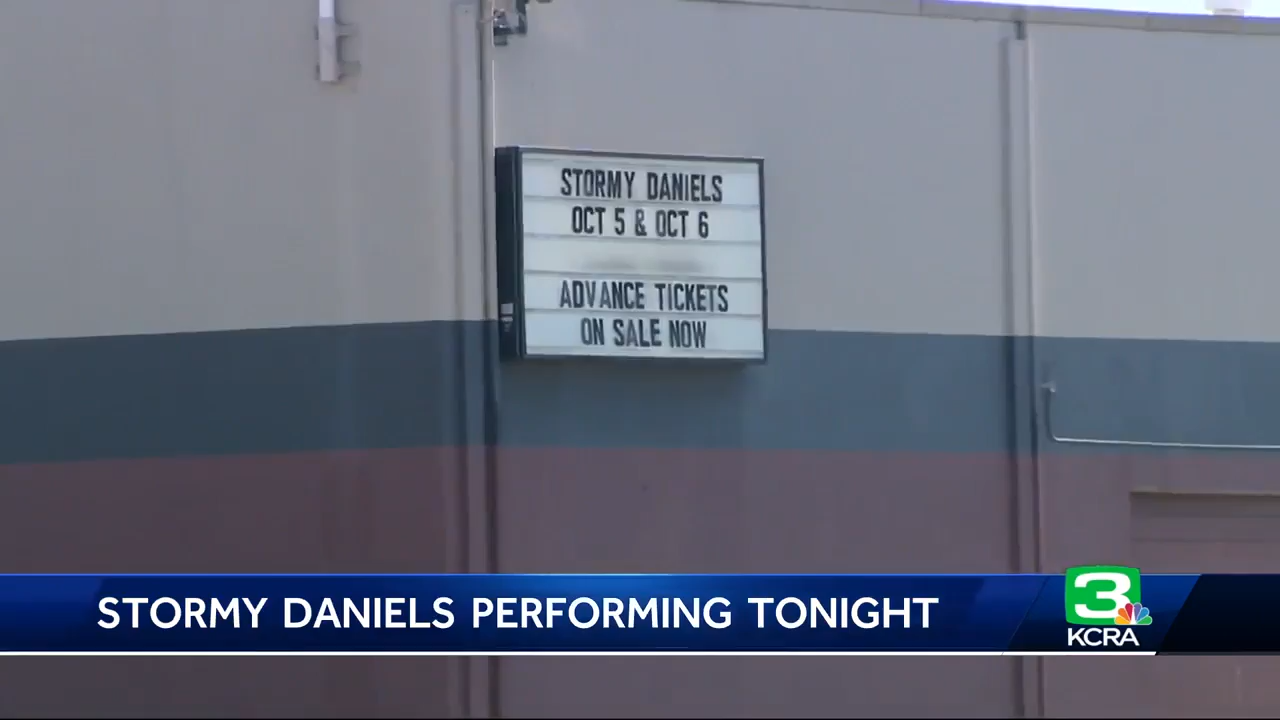 STORMY DANIELS
OCT 5 & OCT 6
ADVANCE TICKETS
ON SALE NOW
STORMY DANIELS PERFORMING TONIGHT
3
KCRA